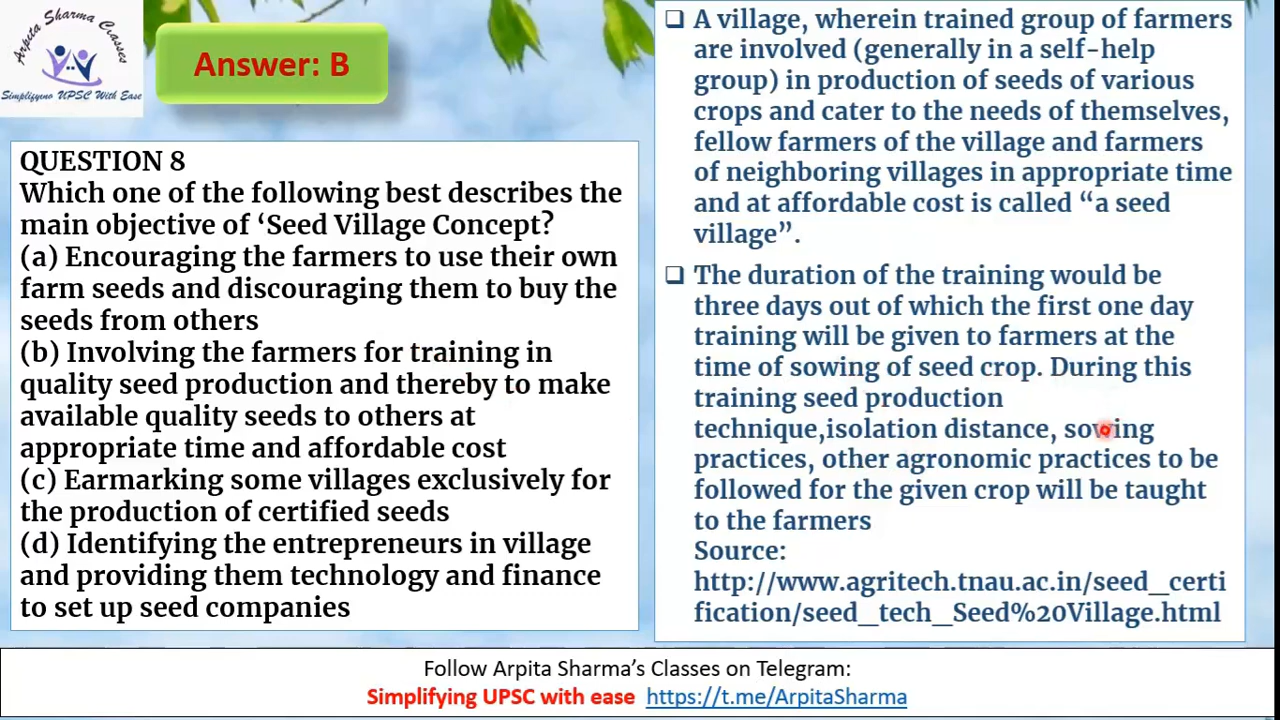 Arpita Sharma Classes
Simplifying UPSC With Ease
Answer: B
QUESTION 8
Which one of the following best describes the
main objective of ‘Seed Village Concept?
(a) Encouraging the farmers to use their own
farm seeds and discouraging them to buy the
seeds from others
(b) Involving the farmers for training in
quality seed production and thereby to make
available quality seeds to others at
appropriate time and affordable cost
(c) Earmarking some villages exclusively for
the production of certified seeds
(d) Identifying the entrepreneurs in village
and providing them technology and finance
to set up seed companies
❑ A village, wherein trained group of farmers
are involved (generally in a self-help
group) in production of seeds of various
crops and cater to the needs of themselves,
fellow farmers of the village and farmers
of neighboring villages in appropriate time
and at affordable cost is called “a seed
village”.
❑ The duration of the training would be
three days out of which the first one day
training will be given to farmers at the
time of sowing of seed crop. During this
training seed production
technique,isolation distance, sowing
practices, other agronomic practices to be
followed for the given crop will be taught
to the farmers
Source:
http://www.agritech.tnau.ac.in/seed_certi
fication/seed_tech_Seed%20Village.html
Follow Arpita Sharma’s Classes on Telegram:
Simplifying UPSC with ease https://t.me/ArpitaSharma